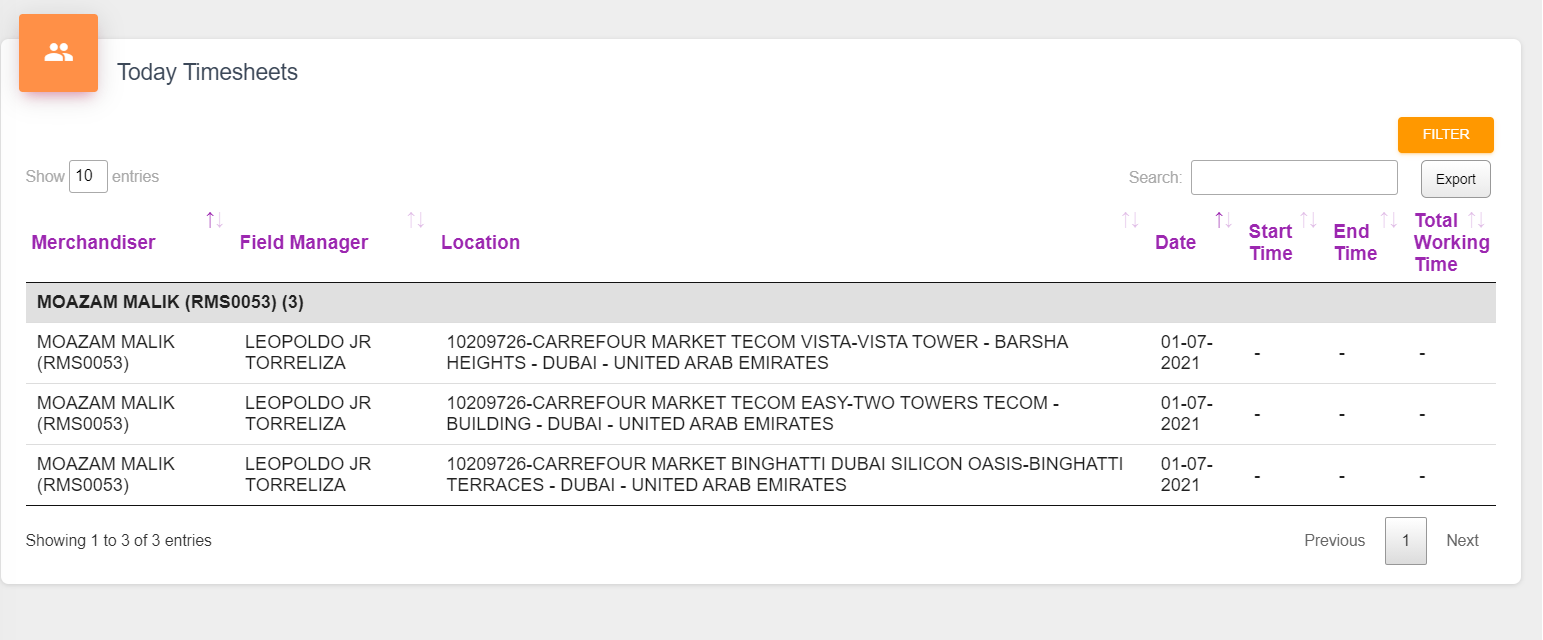 Today Timesheets
FILTER
Show 10 entries
Search:
Export
Merchandiser
Field Manager
Location
Date
Start
Time
End
Time
Total
Working
Time
MOAZAM MALIK (RMS0053) (3)
MOAZAM MALIK
(RMS0053)
LEOPOLDO JR
TORRELIZA
10209726-CARREFOUR MARKET TECOM VISTA-VISTA TOWER - BARSHA
HEIGHTS - DUBAI - UNITED ARAB EMIRATES
01-07-
2021
-
-
-
MOAZAM MALIK
(RMS0053)
LEOPOLDO JR
TORRELIZA
10209726-CARREFOUR MARKET TECOM EASY-TWO TOWERS TECOM -
BUILDING - DUBAI - UNITED ARAB EMIRATES
01-07-
2021
-
-
-
MOAZAM MALIK
(RMS0053)
LEOPOLDO JR
TORRELIZA
10209726-CARREFOUR MARKET BINGHATTI DUBAI SILICON OASIS-BINGHATTI
TERRACES - DUBAI - UNITED ARAB EMIRATES
01-07-
2021
-
-
-
Showing 1 to 3 of 3 entries
Previous
1
Next